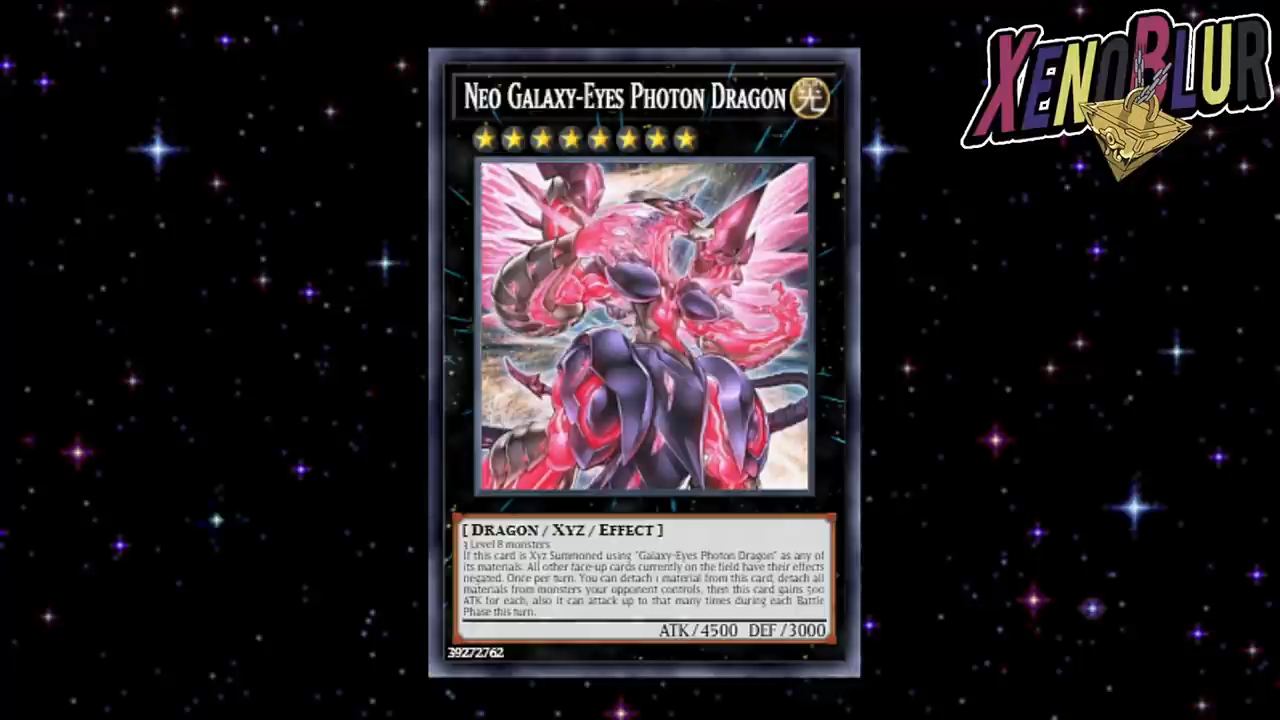 XENOBLUR
NEO GALAXY-EYES PHOTON DRAGON 光
[ DRAGON / XYZ / EFFECT ]
3 Level 8 monsters
If this card is Xyz Summoned using "Galaxy-Eyes Photon Dragon" as any of
its materials. All other face-up cards currently on the field have their effects
negated. Once per turn. You can detach 1 material from this card; detach all
materials from monsters your opponent controls, then this card gains 500
ATK for each, also it can attack up to that many times during each Battle
Phase this turn.
ATK / 4500 DEF / 3000
39272762